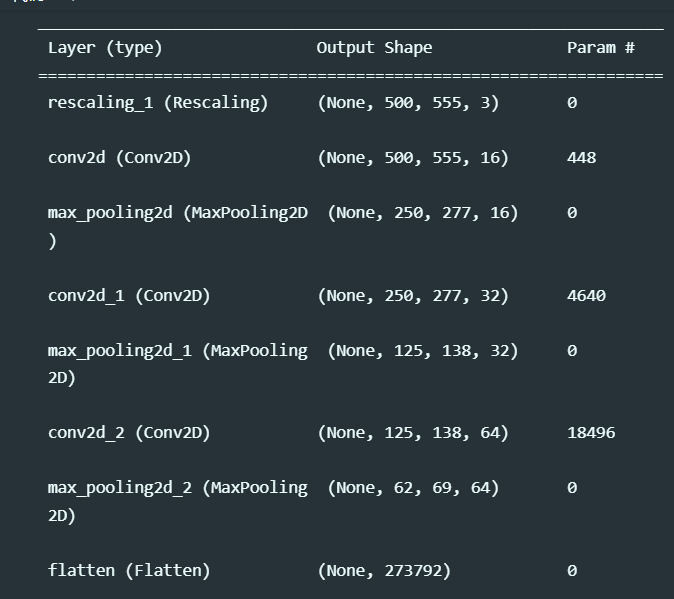 Layer (type) Output Shape Param #
=================================================================
rescaling_1 (Rescaling) (None, 500, 555, 3) 0
conv2d (Conv2D) (None, 500, 555, 16) 448
max_pooling2d (MaxPooling2D (None, 250, 277, 16) 0
)
conv2d_1 (Conv2D) (None, 250, 277, 32) 4640
max_pooling2d_1 (MaxPooling (None, 125, 138, 32) 0
2D)
conv2d_2 (Conv2D) (None, 125, 138, 64) 18496
max_pooling2d_2 (MaxPooling (None, 62, 69, 64) 0
2D)
flatten (Flatten) (None, 273792) 0